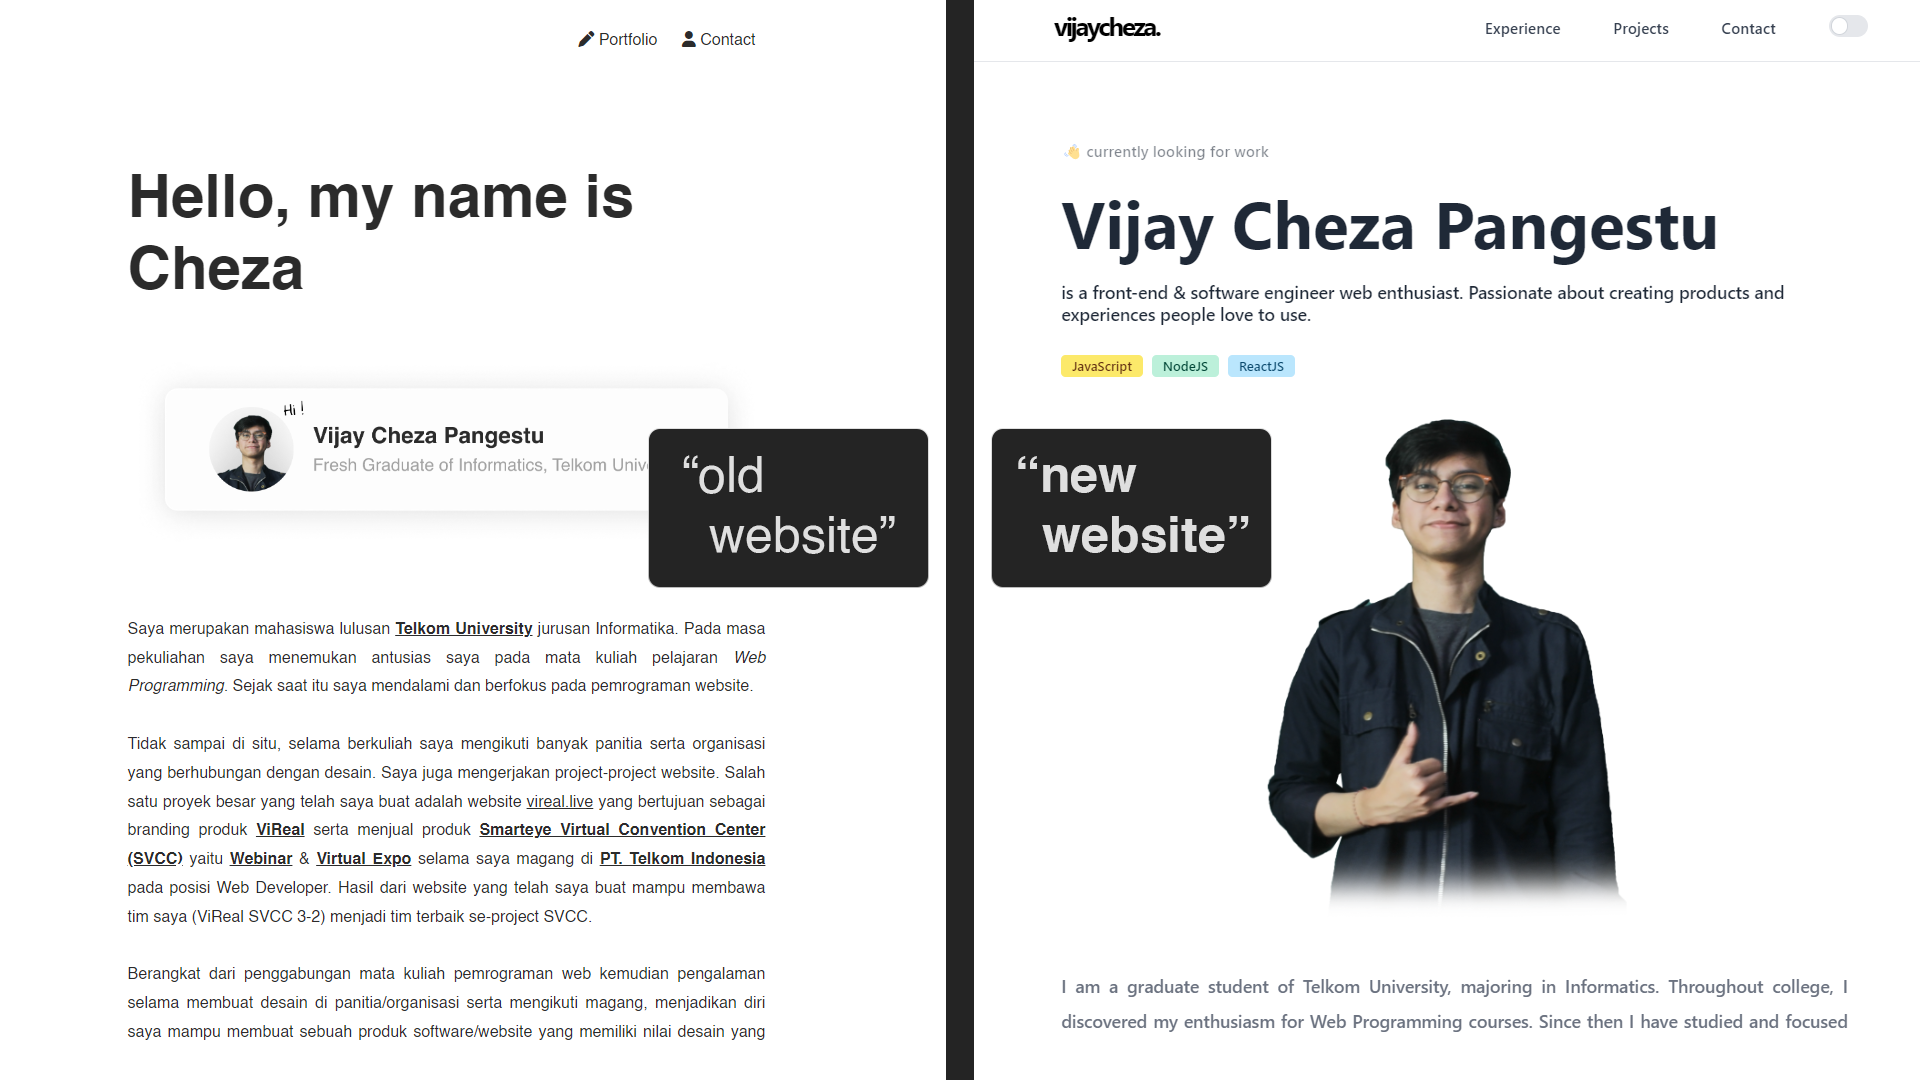 Portfolio Contact
Hello, my name is
Cheza
Hi !
Vijay Cheza Pangestu
Fresh Graduate of Informatics, Telkom
“old
website”
Saya merupakan mahasiswa lulusan Telkom University jurusan Informatika. Pada masa
pekuliahan saya menemukan antusias saya pada mata kuliah pelajaran Web
Programming. Sejak saat itu saya mendalami dan berfokus pada pemrograman website.
Tidak sampai di situ, selama berkuliah saya mengikuti banyak panitia serta organisasi
yang berhubungan dengan desain. Saya juga mengerjakan project-project website. Salah
satu proyek besar yang telah saya buat adalah website vireal.live yang bertujuan sebagai
branding produk ViReal serta menjual produk Smarteye Virtual Convention Center
(SVCC) yaitu Webinar & Virtual Expo selama saya magang di PT. Telkom Indonesia
pada posisi Web Developer. Hasil dari website yang telah saya buat mampu membawa
tim saya (ViReal SVCC 3-2) menjadi tim terbaik se-project SVCC.
Berangkat dari penggabungan mata kuliah pemrograman web kemudian pengalaman
selama membuat desain di panitia/organisasi serta mengikuti magang, menjadikan diri
saya mampu membuat sebuah produk software/website yang memiliki nilai desain yang
vijaycheza.
Experience Projects Contact
currently looking for work
Vijay Cheza Pangestu
is a front-end & software engineer web enthusiast. Passionate about creating products and
experiences people love to use.
JavaScript NodeJS ReactJS
“new
website”
I am a graduate student of Telkom University, majoring in Informatics. Throughout college, I
discovered my enthusiasm for Web Programming courses. Since then I have studied and focused